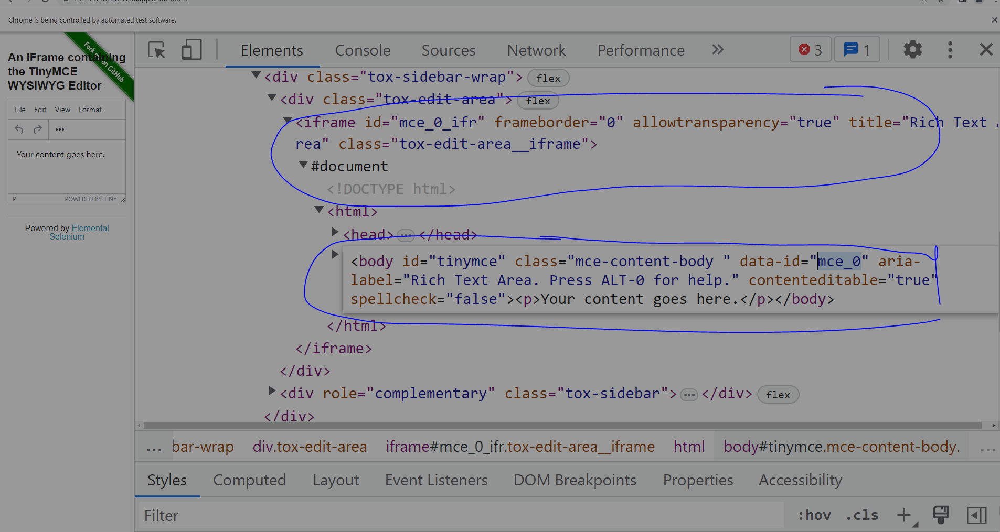 Chrome is being controlled by automated test software.
Fork me on GitHub
An iFrame containing
the TinyMCE
WYSIWYG Editor
File Edit View Format
Your content goes here.
P POWERED BY TINY
Powered by Elemental
Selenium
Elements Console Sources Network Performance 3 1
<div class="tox-sidebar-wrap"> flex
<div class="tox-edit-area"> flex
<iframe id="mce_0_ifr" frameborder="0" allowtransparency="true" title="Rich Text A
rea" class="tox-edit-area__iframe">
#document
<!DOCTYPE html>
<html>
<head> ••• </head>
<body id="tinymce" class="mce-content-body " data-id="mce_0" aria-
label="Rich Text Area. Press ALT-0 for help." contenteditable="true"
spellcheck="false"><p>Your content goes here.</p></body>
</html>
</iframe>
</div>
<div role="complementary" class="tox-sidebar"> ••• </div> flex
</div>
... bar-wrap div.tox-edit-area iframe#mce_0_ifr.tox-edit-area__iframe html body#tinymce.mce-content-body. ...
Styles Computed Layout Event Listeners DOM Breakpoints Properties Accessibility
Filter :hov .cls